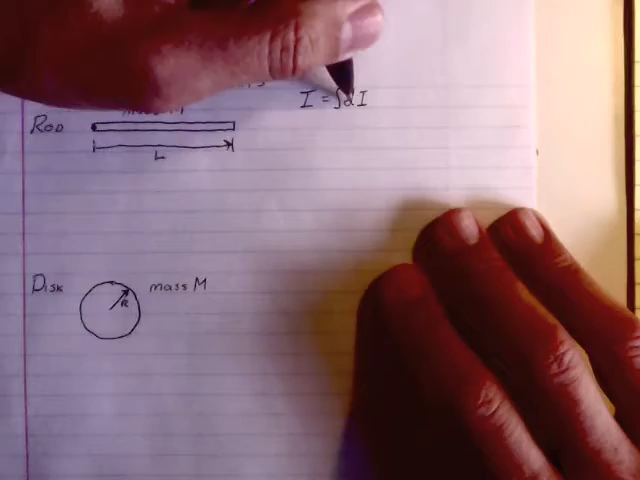 I = ∫dI
Rod
L
Disk
R
mass M